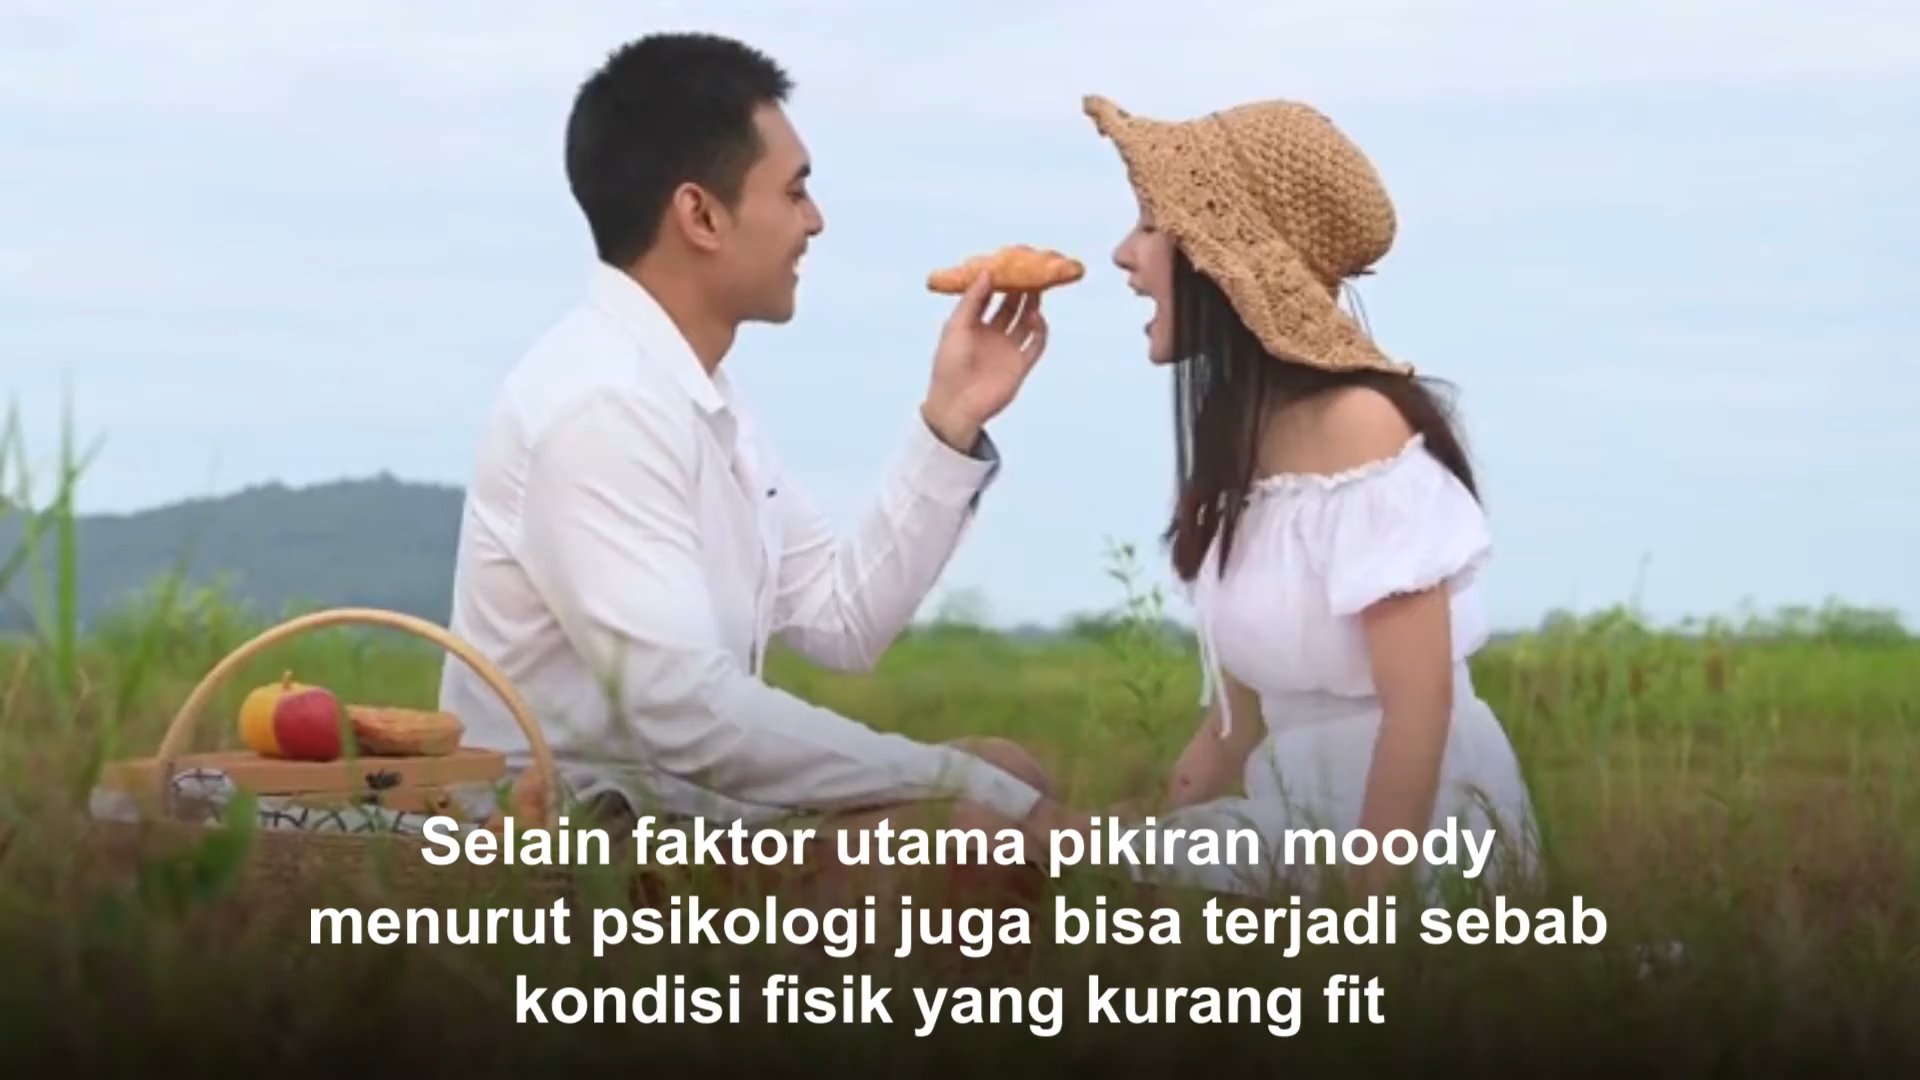 Selain faktor utama pikiran moody
menurut psikologi juga bisa terjadi sebab
kondisi fisik yang kurang fit